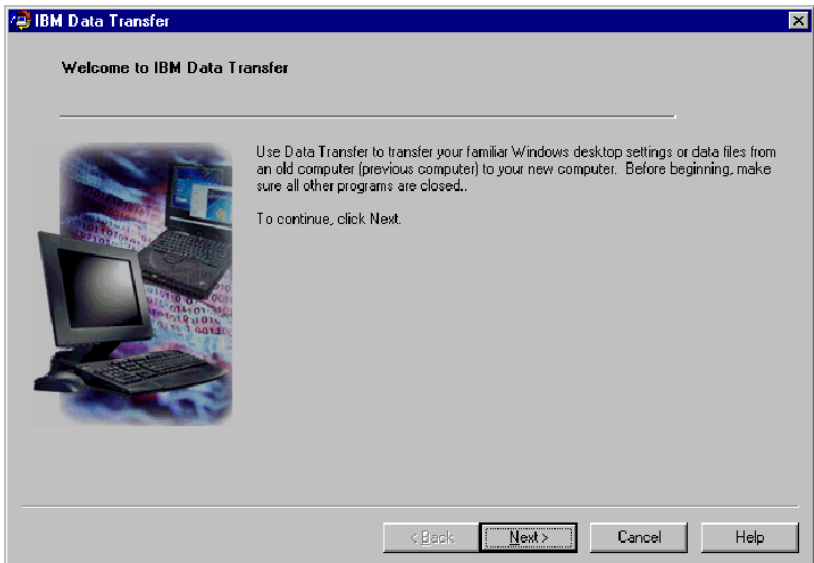 IBM Data Transfer
Welcome to IBM Data Transfer
Use Data Transfer to transfer your familiar Windows desktop settings or data files from
an old computer (previous computer) to your new computer. Before beginning, make
sure all other programs are closed..
To continue, click Next.
< Back
Next >
Cancel
Help